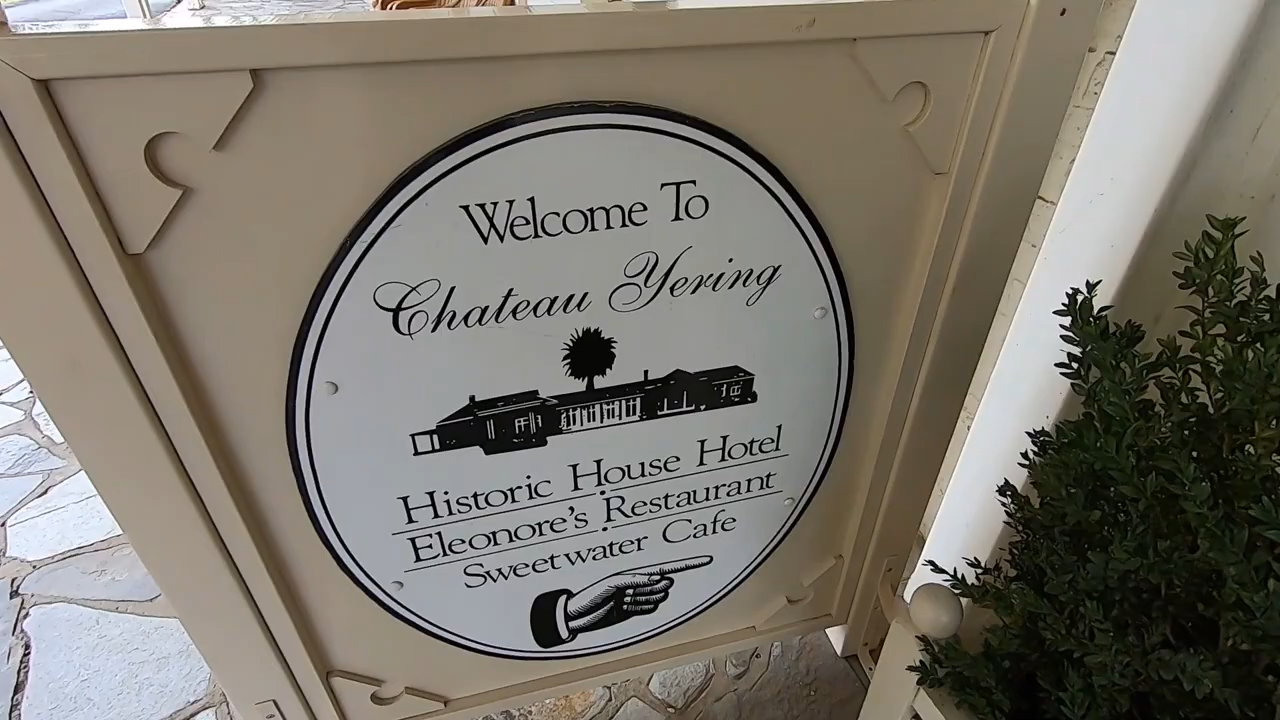 Welcome To
Chateau Yering
Historic House Hotel
Eleonore's Restaurant
Sweetwater Cafe